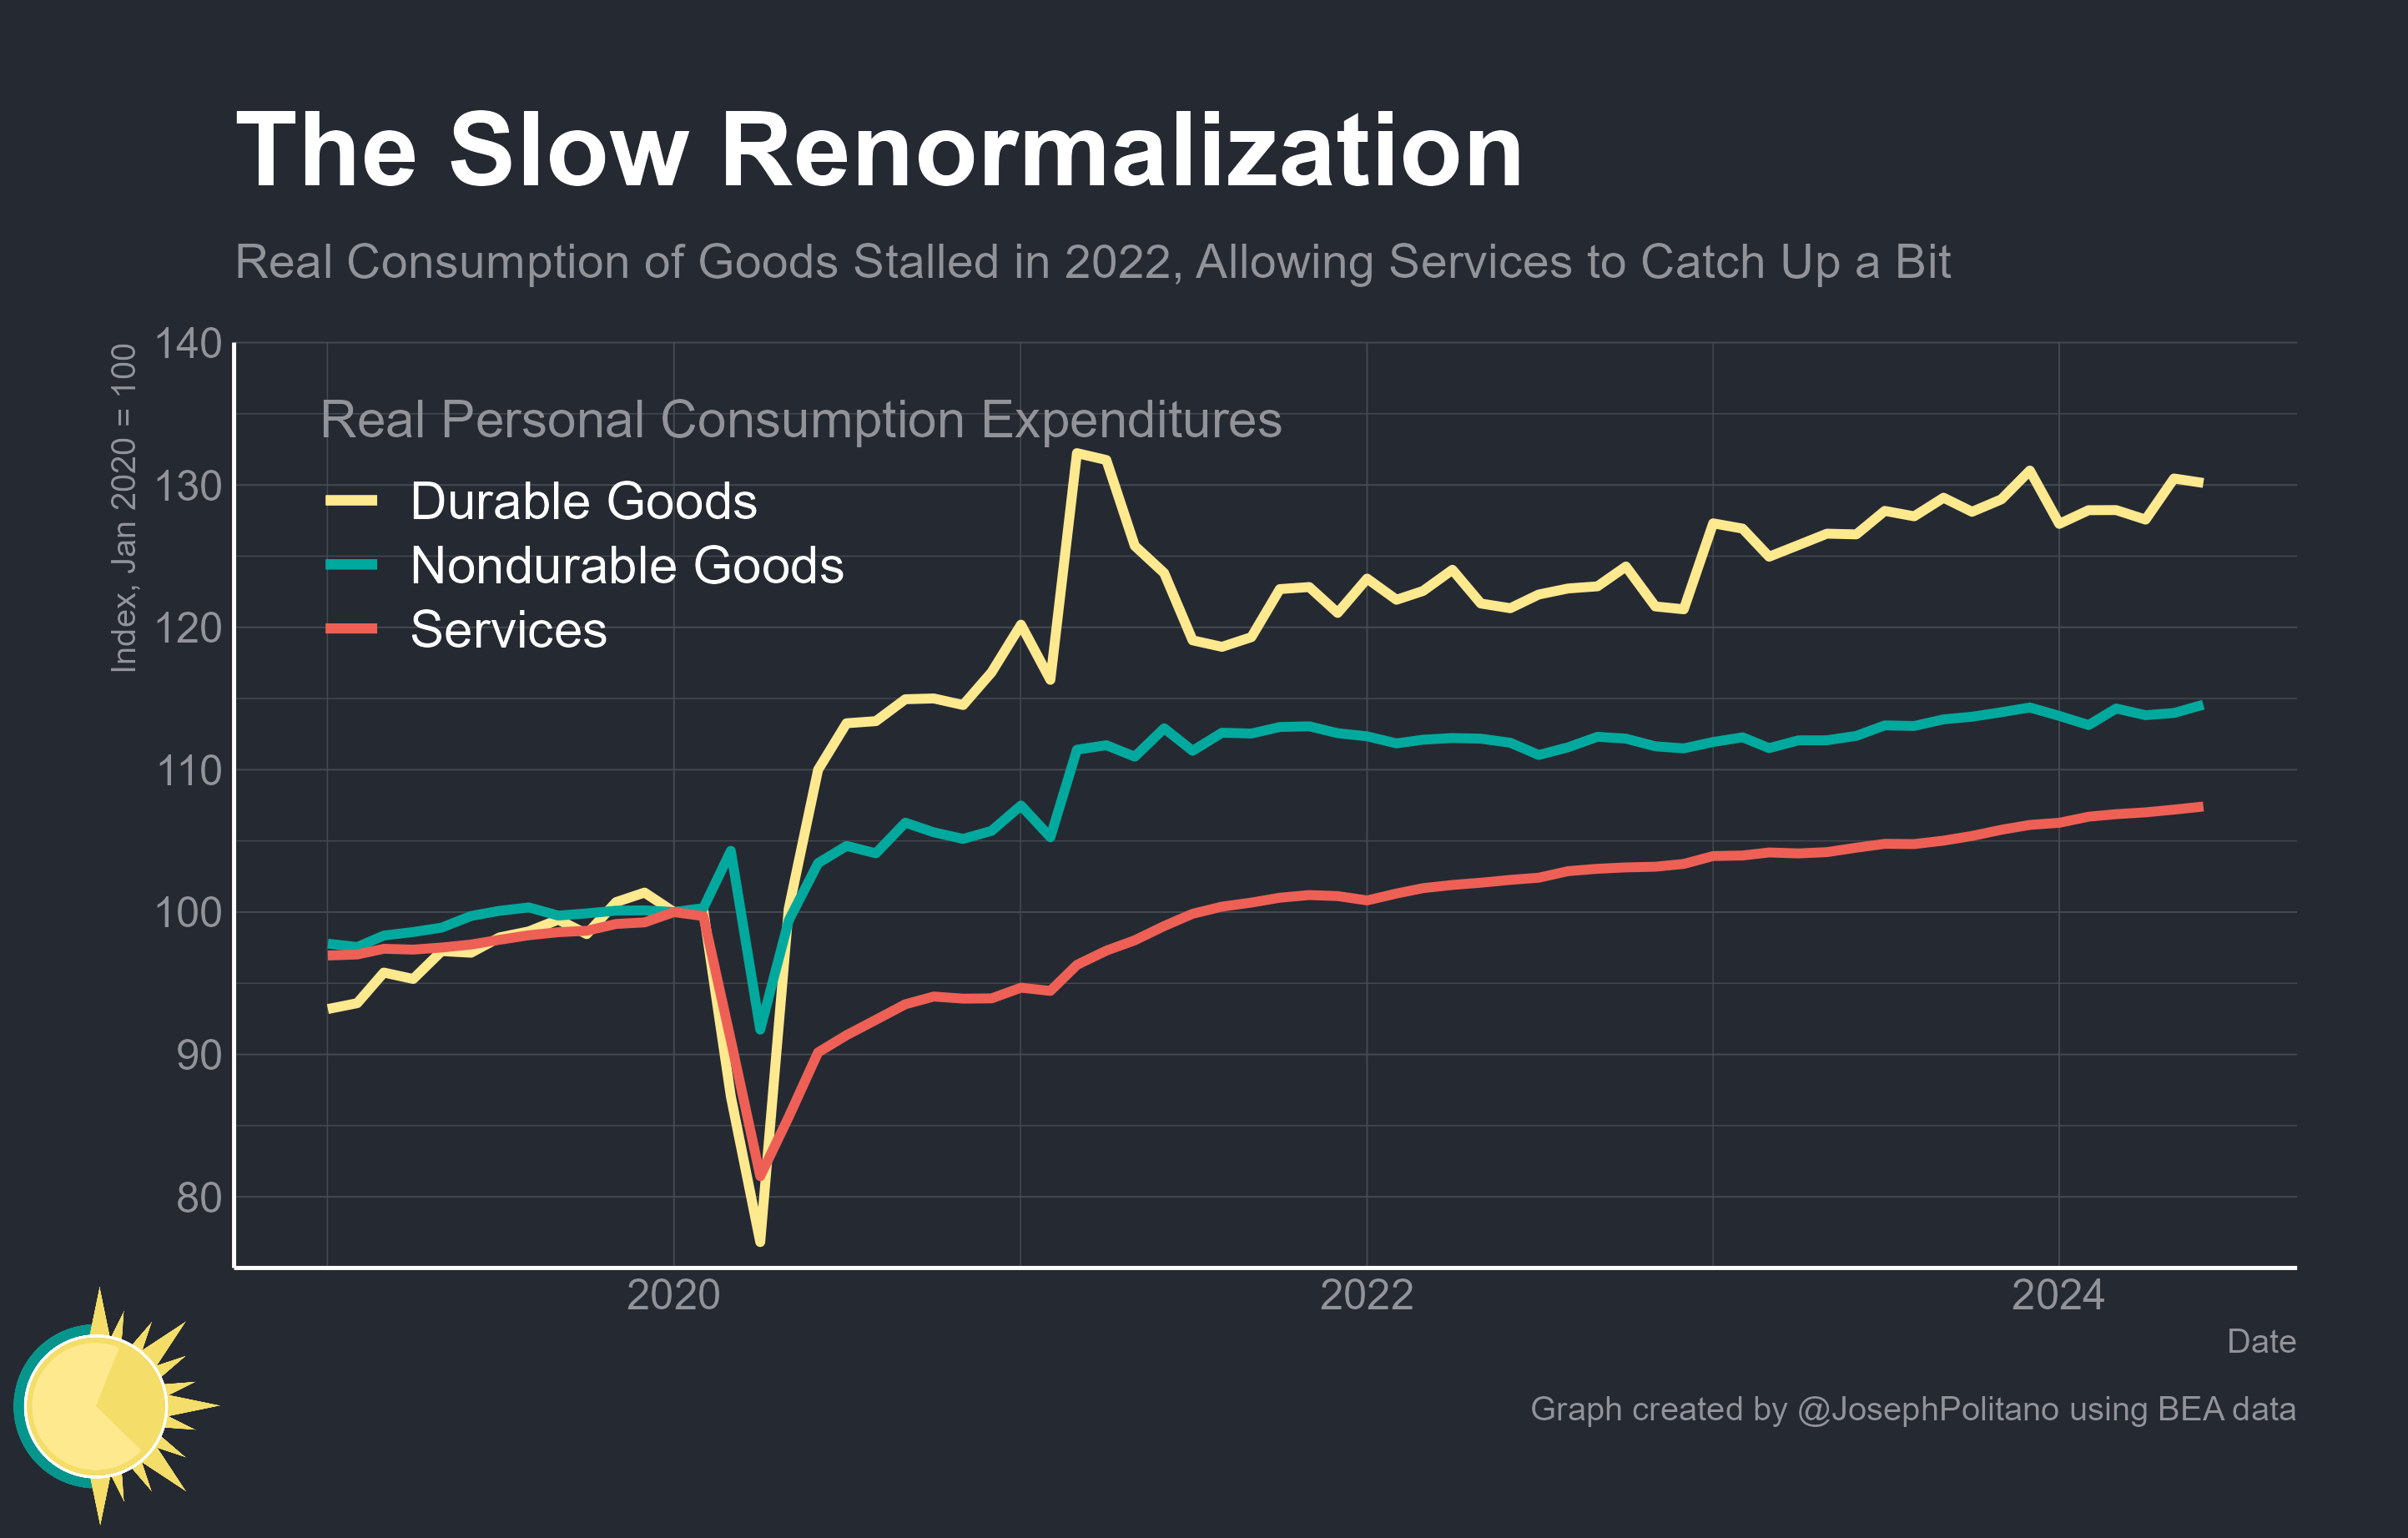 The Slow Renormalization
Real Consumption of Goods Stalled in 2022, Allowing Services to Catch Up a Bit
Index, Jan 2020 = 100
140
130
120
110
100
90
80
Real Personal Consumption Expenditures
Durable Goods
Nondurable Goods
Services
2020
2022
2024
Date
Graph created by @JosephPolitano using BEA data